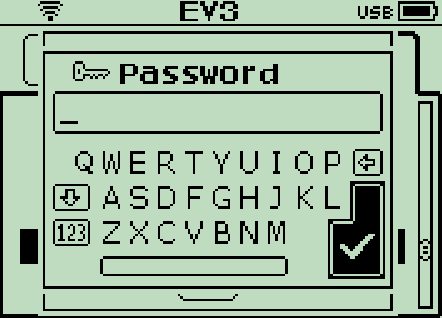 EV3 USB
Password
_
QWERTYUIOP
ASDFGHJKL
123 ZXCVBNM